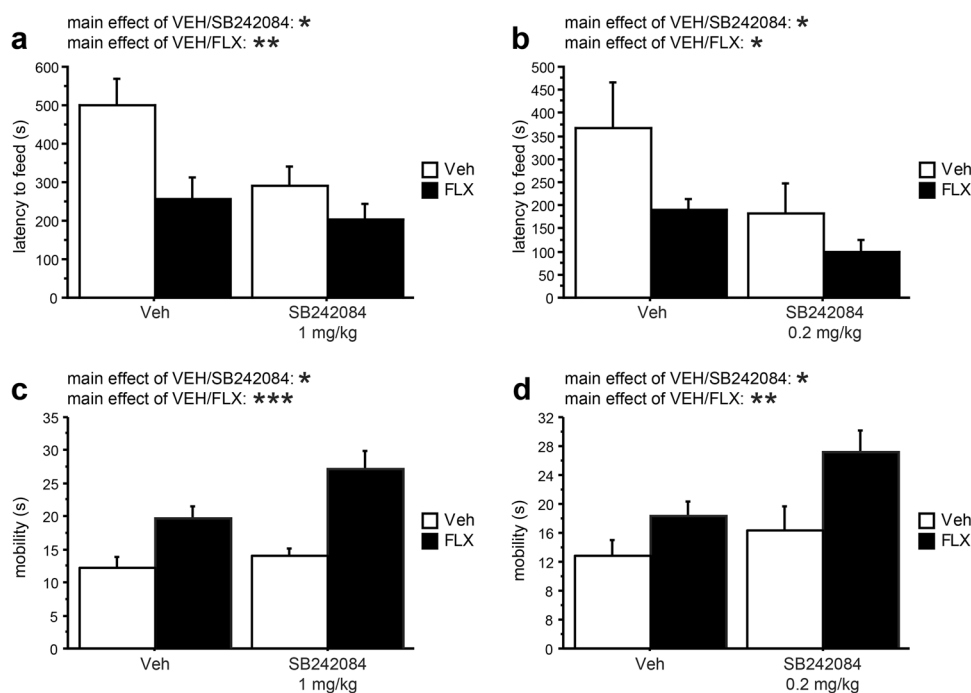 a
main effect of VEH/SB242084: *
main effect of VEH/FLX: **
600
500
400
300
200
100
0
latency to feed (s)
Veh
FLX
Veh
SB242084
1 mg/kg
b
main effect of VEH/SB242084: *
main effect of VEH/FLX: *
500
450
400
350
300
250
200
150
100
50
0
latency to feed (s)
Veh
FLX
Veh
SB242084
0.2 mg/kg
c
main effect of VEH/SB242084: *
main effect of VEH/FLX: ***
35
30
25
20
15
10
5
0
mobility (s)
Veh
FLX
Veh
SB242084
1 mg/kg
d
main effect of VEH/SB242084: *
main effect of VEH/FLX: **
32
28
24
18
16
12
8
8
0
mobility (s)
Veh
FLX
Veh
SB242084
0.2 mg/kg